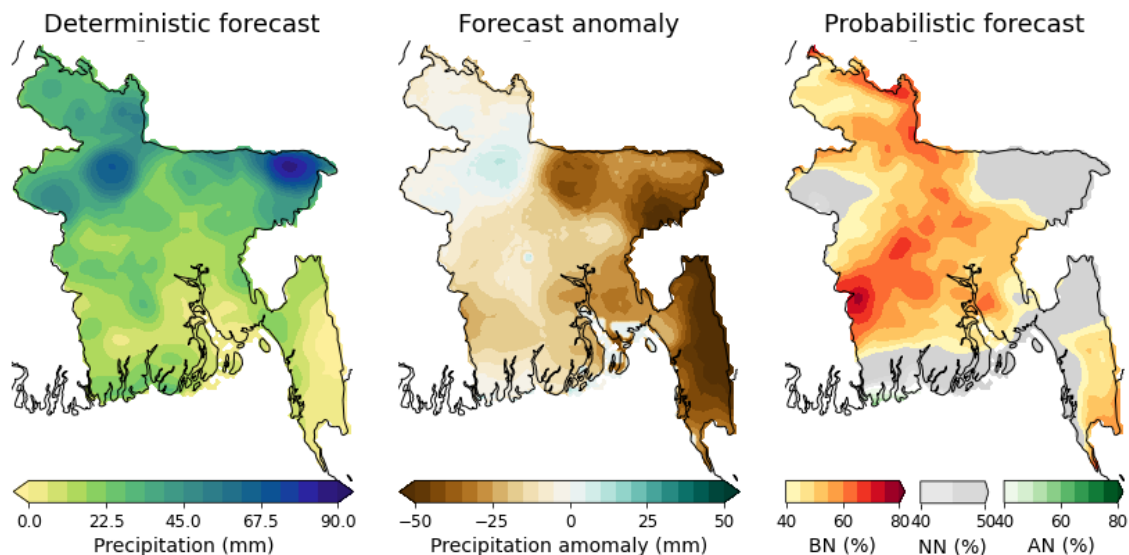 Deterministic forecast
Forecast anomaly
Probabilistic forecast
0.0 22.5 45.0 67.5 90.0
Precipitation (mm)
−50 −25 0 25 50
Precipitation amomaly (mm)
40 60 80
BN (%)
40 50
NN (%)
40 60 80
AN (%)